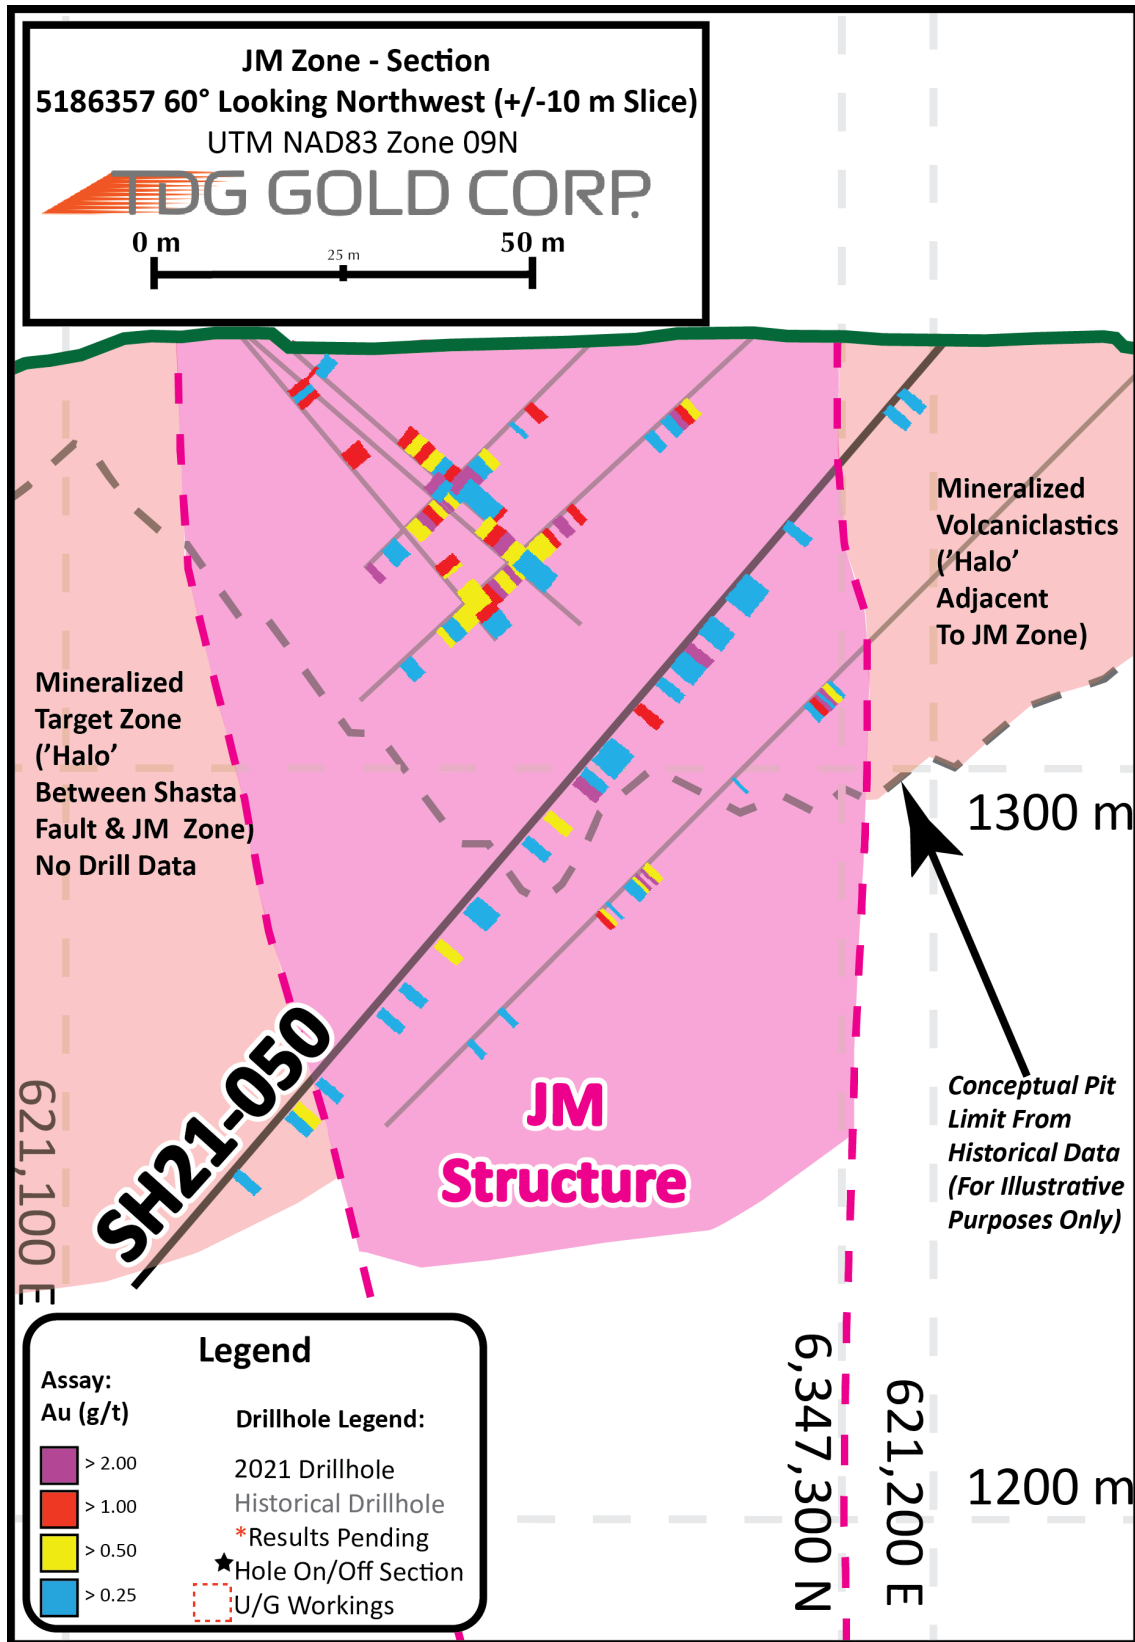 JM Zone - Section
5186357 60° Looking Northwest (+/-10 m Slice)
UTM NAD83 Zone 09N
TDG GOLD CORP.
0 m
25 m
50 m
Mineralized
Volcaniclastics
('Halo'
Adjacent
To JM Zone)
Mineralized
Target Zone
('Halo'
Between Shasta
Fault & JM Zone)
No Drill Data
1300 m
SH21-050
JM
Structure
Conceptual Pit
Limit From
Historical Data
(For Illustrative
Purposes Only)
621,100 E
6,347,300 N
621,200 E
1200 m
Legend
Assay:
Au (g/t)
> 2.00
> 1.00
> 0.50
> 0.25
Drillhole Legend:
2021 Drillhole
Historical Drillhole
*Results Pending
Hole On/Off Section
U/G Workings